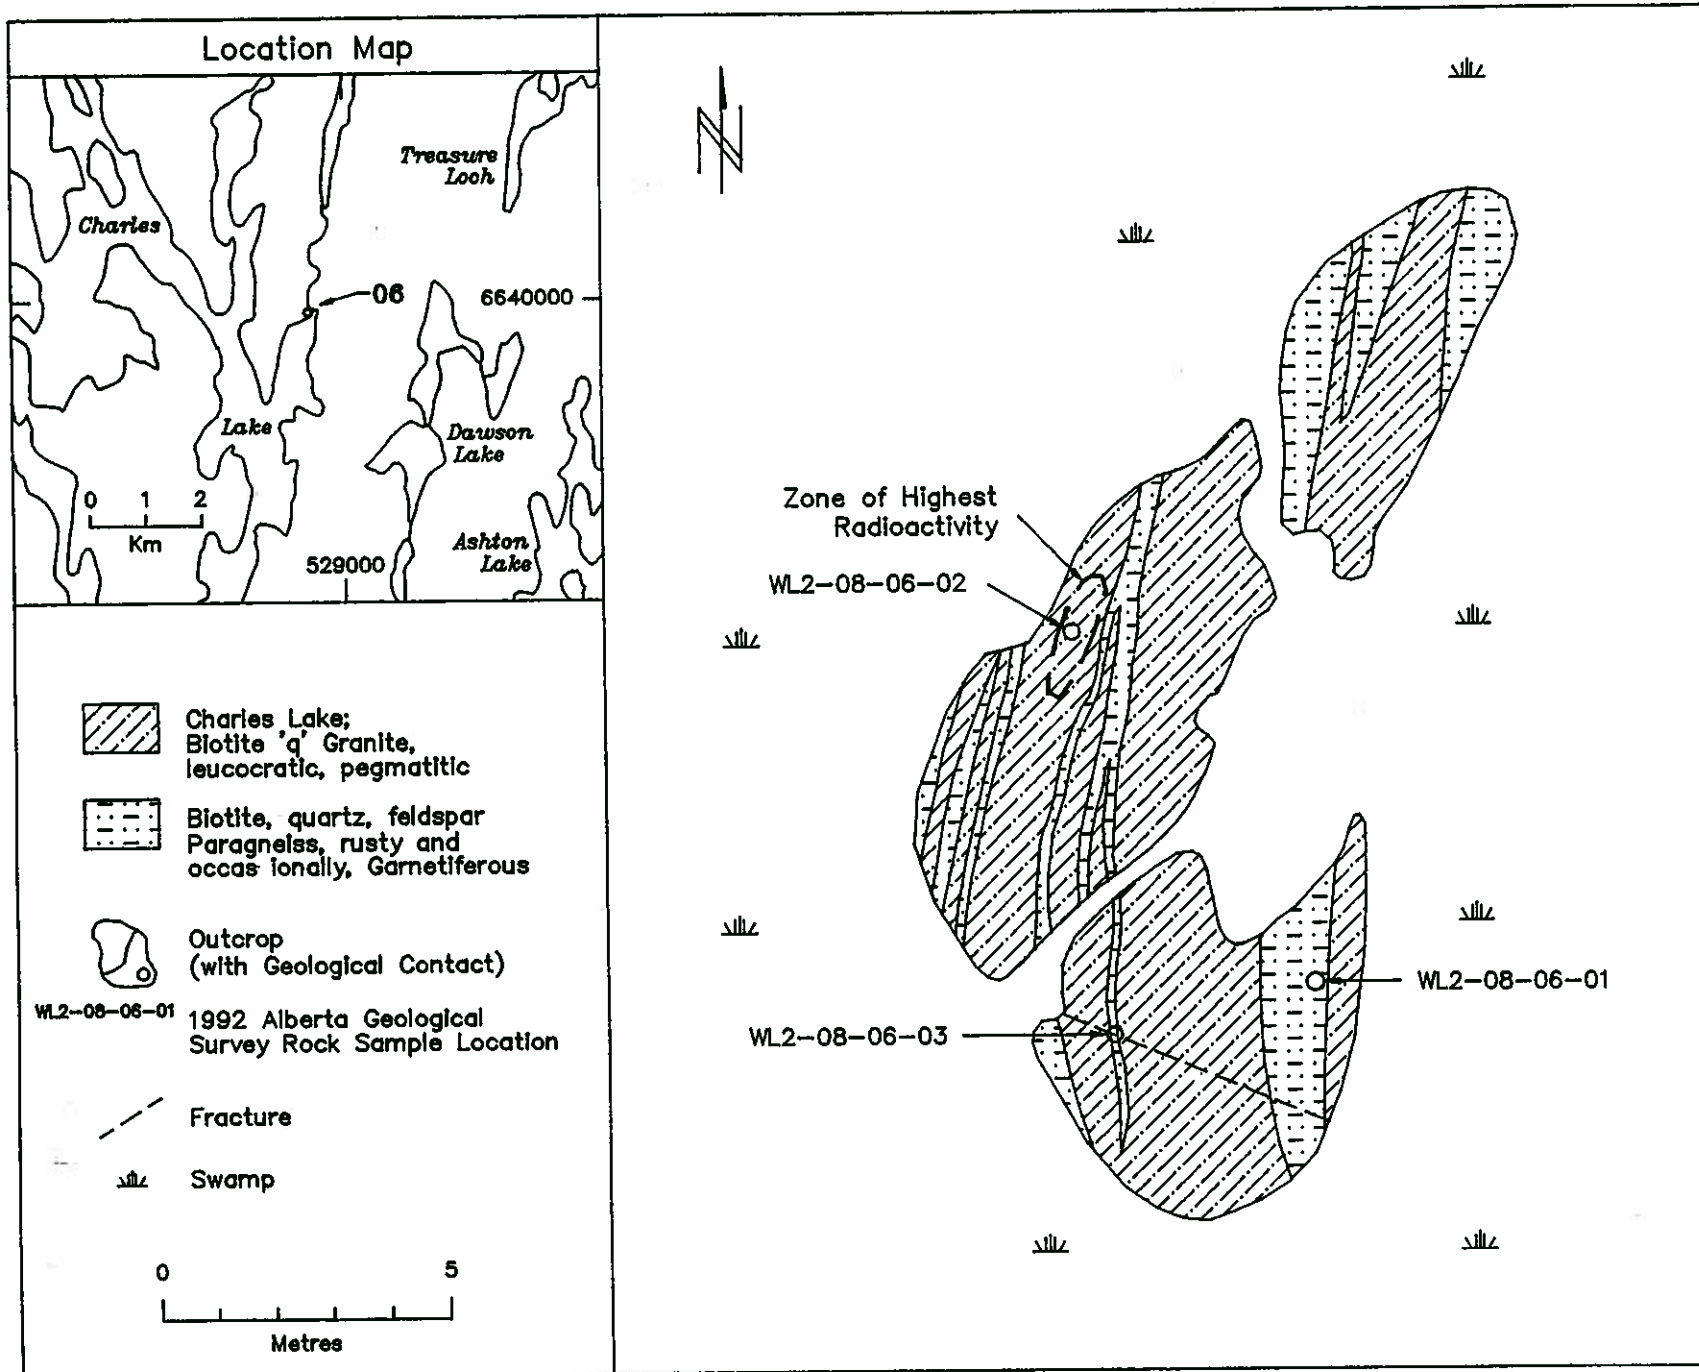 Location Map
Treasure
Loch
Charles
06
6640000
Lake
Dawson
Lake
0 1 2
Km
Ashton
Lake
529000
Charles Lake;
Biotite 'q' Granite,
leucocratic, pegmatitic
Biotite, quartz, feldspar
Paragneiss, rusty and
occas ionally, Garnetiferous
Outcrop
(with Geological Contact)
WL2-08-06-01
1992 Alberta Geological
Survey Rock Sample Location
Fracture
Swamp
0 5
Metres
N
Zone of Highest
Radioactivity
WL2-08-06-02
WL2-08-06-01
WL2-08-06-03